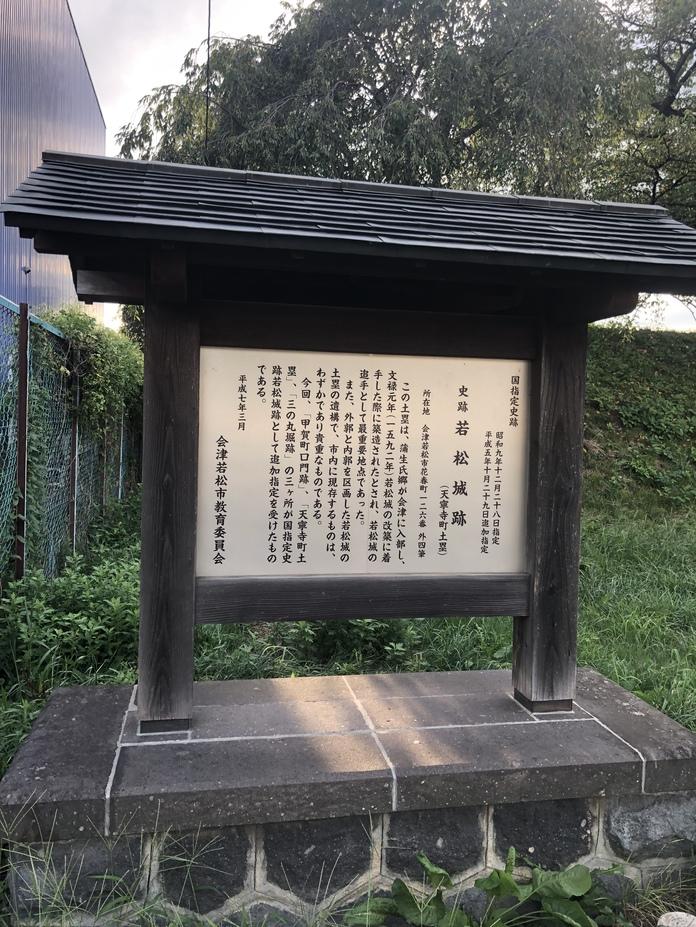 国指定史跡
昭和九年十二月二十八日指定
平成五年十月二十九日追加指定
史跡 若松城跡
(天寧寺町土塁)
所在地 会津若松市花春町一二六番 外四筆
この土塁は、蒲生氏郷が会津に入部し、
文禄元年(一五九二年)若松城の改築に着
手した際に築造されたとされ、若松城の
追手として最重要地点であった。
また、外郭と内郭を区画した若松城の
土塁の遺構で、市内に現存するものは、
わずかであり貴重なものである。
今回、「甲賀町口門跡」、「天寧寺町土
塁」、「三の丸堀跡」の三ヶ所が国指定史
跡若松城跡として追加指定を受けたもの
である。
平成七年三月
会津若松市教育委員会